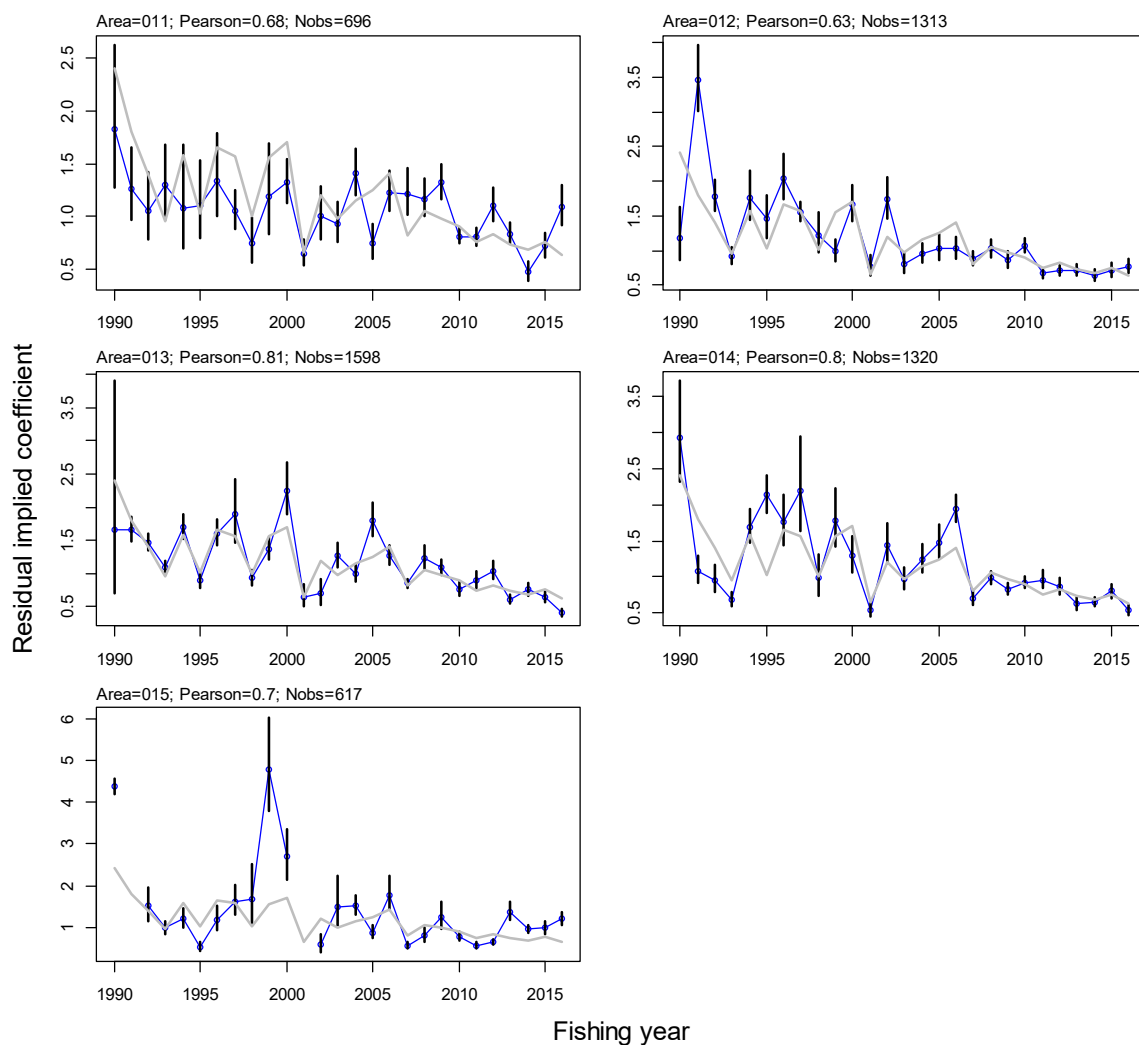 Area=011; Pearson=0.68; Nobs=696
2.5
2.0
1.5
1.0
0.5
1990 1995 2000 2005 2010 2015
Area=012; Pearson=0.63; Nobs=1313
3.5
2.5
1.5
0.5
1990 1995 2000 2005 2010 2015
Area=013; Pearson=0.81; Nobs=1598
3.5
2.5
1.5
0.5
1990 1995 2000 2005 2010 2015
Area=014; Pearson=0.8; Nobs=1320
3.5
2.5
1.5
0.5
1990 1995 2000 2005 2010 2015
Area=015; Pearson=0.7; Nobs=617
6
5
4
3
2
1
1990 1995 2000 2005 2010 2015
Residual implied coefficient
Fishing year